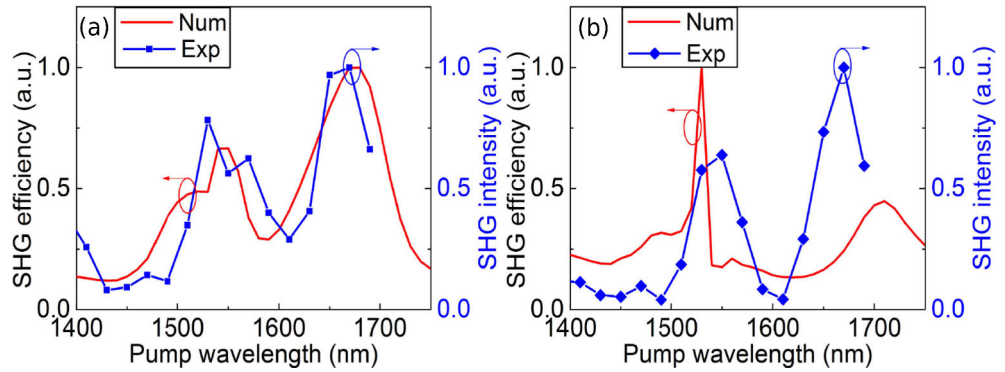 (a)
Num
Exp
SHG efficiency (a.u.)
1.0
0.5
0.0
1400
1500
1600
1700
Pump wavelength (nm)
1.0
0.5
0.0
SHG intensity (a.u.)
(b)
Num
Exp
SHG efficiency (a.u.)
1.0
0.5
0.0
1400
1500
1600
1700
Pump wavelength (nm)
1.0
0.5
0.0
SHG intensity (a.u.)